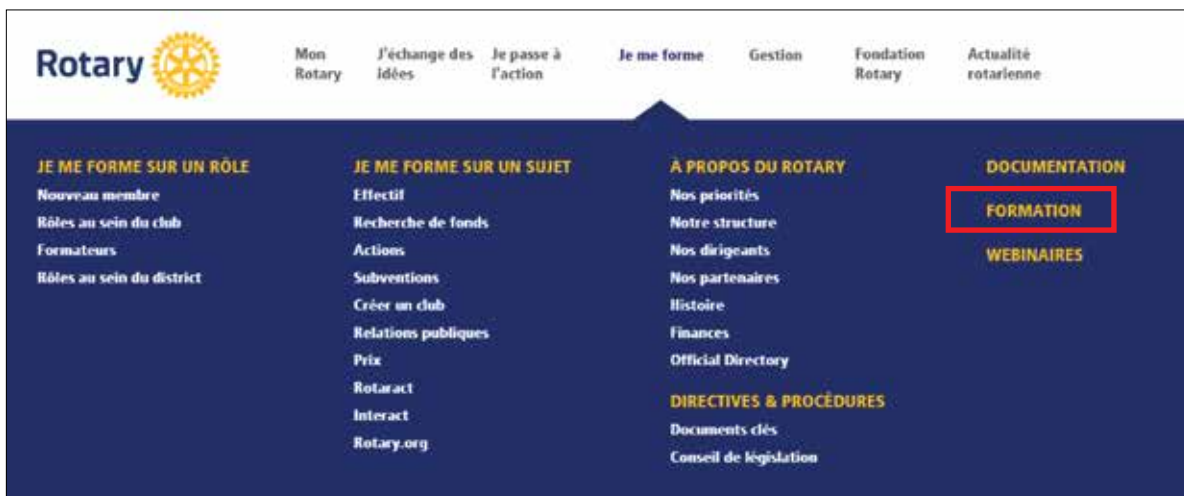 Rotary
Mon
Rotary
J'échange des
idées
Je passe à
l'action
Je me forme
Gestion
Fondation
Rotary
Actualité
rotarienne
JE ME FORME SUR UN RÔLE
Nouveau membre
Rôles au sein du club
Formateurs
Rôles au sein du district
JE ME FORME SUR UN SUJET
Effectif
Recherche de fonds
Actions
Subventions
Créer un club
Relations publiques
Prix
Rotaract
Interact
Rotary.org
À PROPOS DU ROTARY
Nos priorités
Notre structure
Nos dirigeants
Nos partenaires
Histoire
Finances
Official Directory
DIRECTIVES & PROCÉDURES
Documents clés
Conseil de législation
DOCUMENTATION
FORMATION
WEBINAIRES